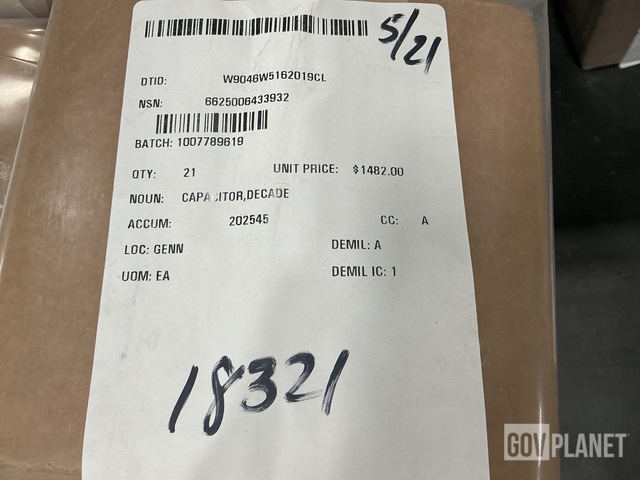 5/21
DTID: W9046W5162019CL
NSN: 6625006433932
BATCH: 1007789619
QTY: 21 UNIT PRICE: $1482.00
NOUN: CAPACITOR,DECADE
ACCUM: 202545 CC: A
LOC: GENN DEMIL: A
UOM: EA DEMIL IC: 1
18321
GOVPLANET